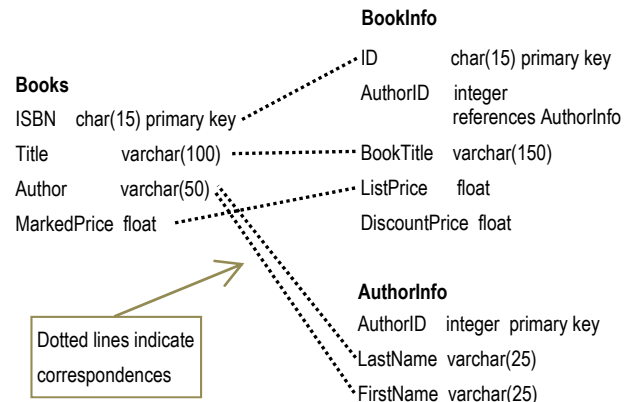 Books
ISBN char(15) primary key
Title varchar(100)
Author varchar(50)
MarkedPrice float
BookInfo
ID char(15) primary key
AuthorID integer
references AuthorInfo
BookTitle varchar(150)
ListPrice float
DiscountPrice float
AuthorInfo
AuthorID integer primary key
LastName varchar(25)
FirstName varchar(25)
Dotted lines indicate
correspondences